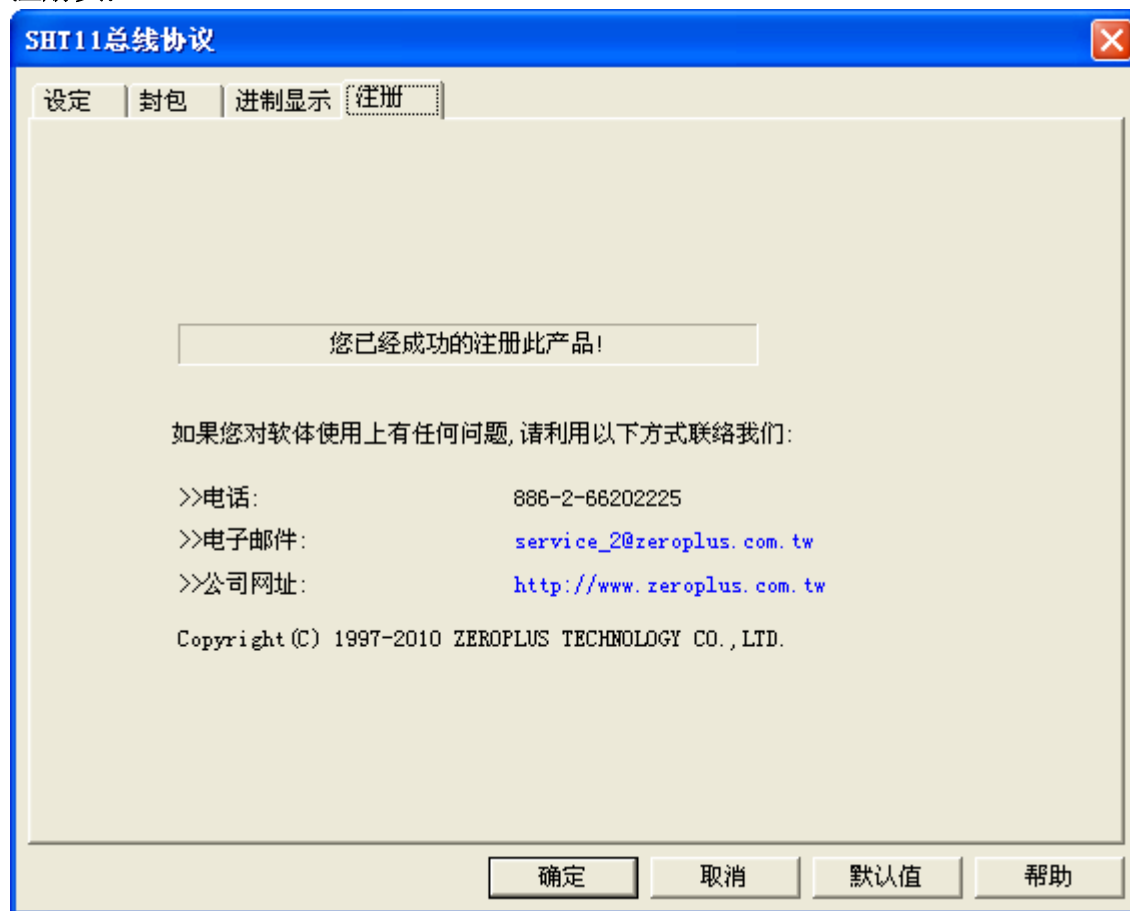 SHT11总线协议
设定 封包 进制显示 注册
您已经成功的注册此产品!
如果您对软体使用上有任何问题,请利用以下方式联络我们:
>>电话: 886-2-66202225
>>电子邮件: service_2@zeroplus.com.tw
>>公司网址: http://www.zeroplus.com.tw
Copyright(C) 1997-2010 ZEROPLUS TECHNOLOGY CO.,LTD.
确定 取消 默认值 帮助